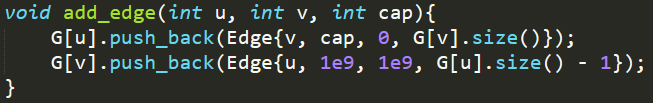 void add_edge(int u, int v, int cap){
    G[u].push_back(Edge{v, cap, 0, G[v].size()});
    G[v].push_back(Edge{u, 1e9, 1e9, G[u].size() - 1});
}